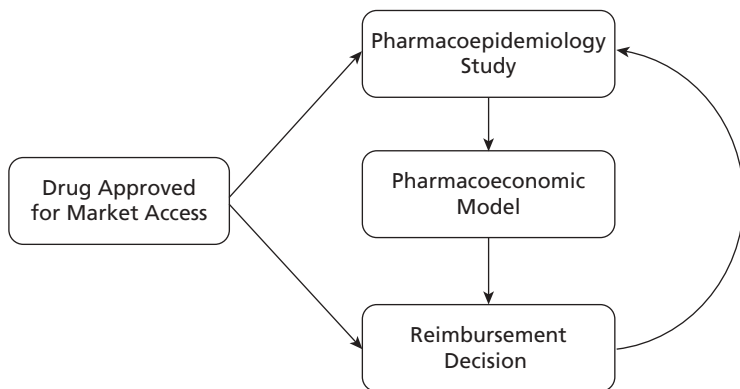 Pharmacoepidemiology
Study
Drug Approved
for Market Access
Pharmacoeconomic
Model
Reimbursement
Decision